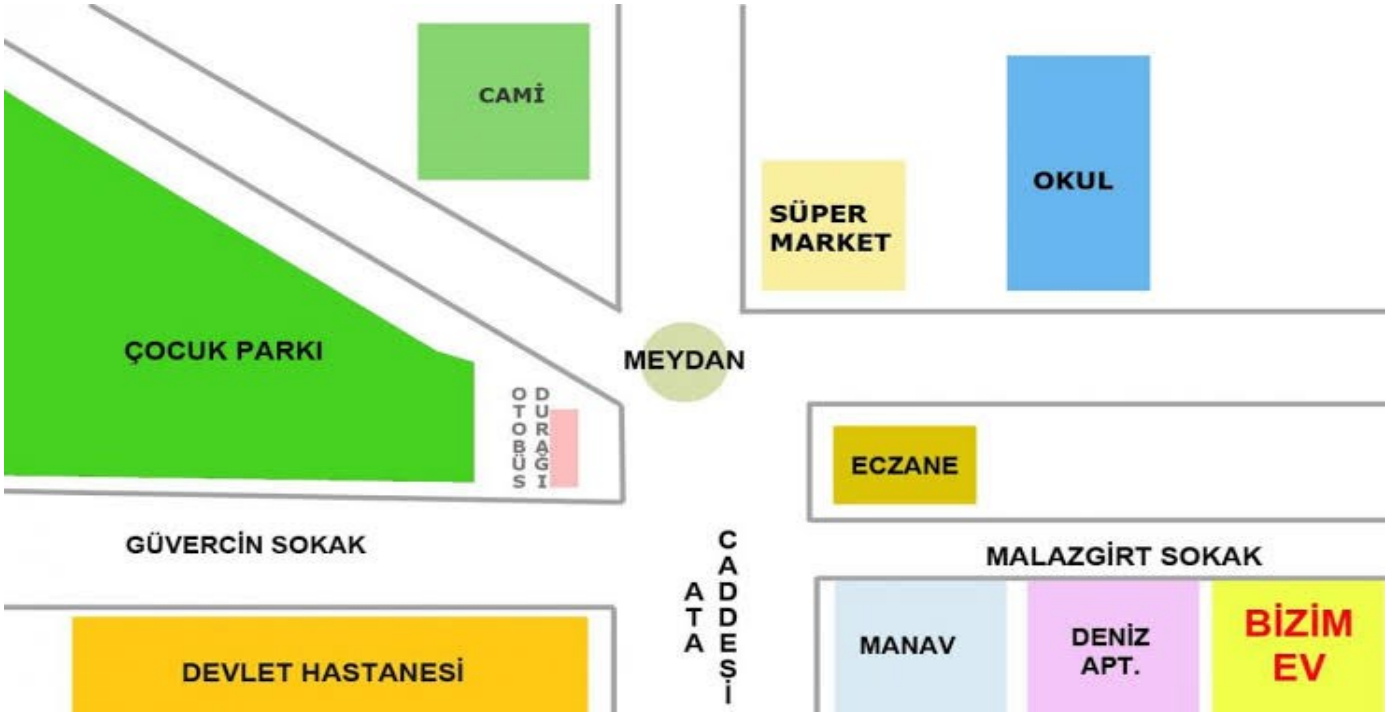 CAMİ
SÜPER
MARKET
OKUL
ÇOCUK PARKI
MEYDAN
OTOBÜS
DURAĞI
ECZANE
GÜVERCİN SOKAK
ATA
CADDESİ
MALAZGİRT SOKAK
DEVLET HASTANESİ
MANAV
DENİZ
APT.
BİZİM
EV